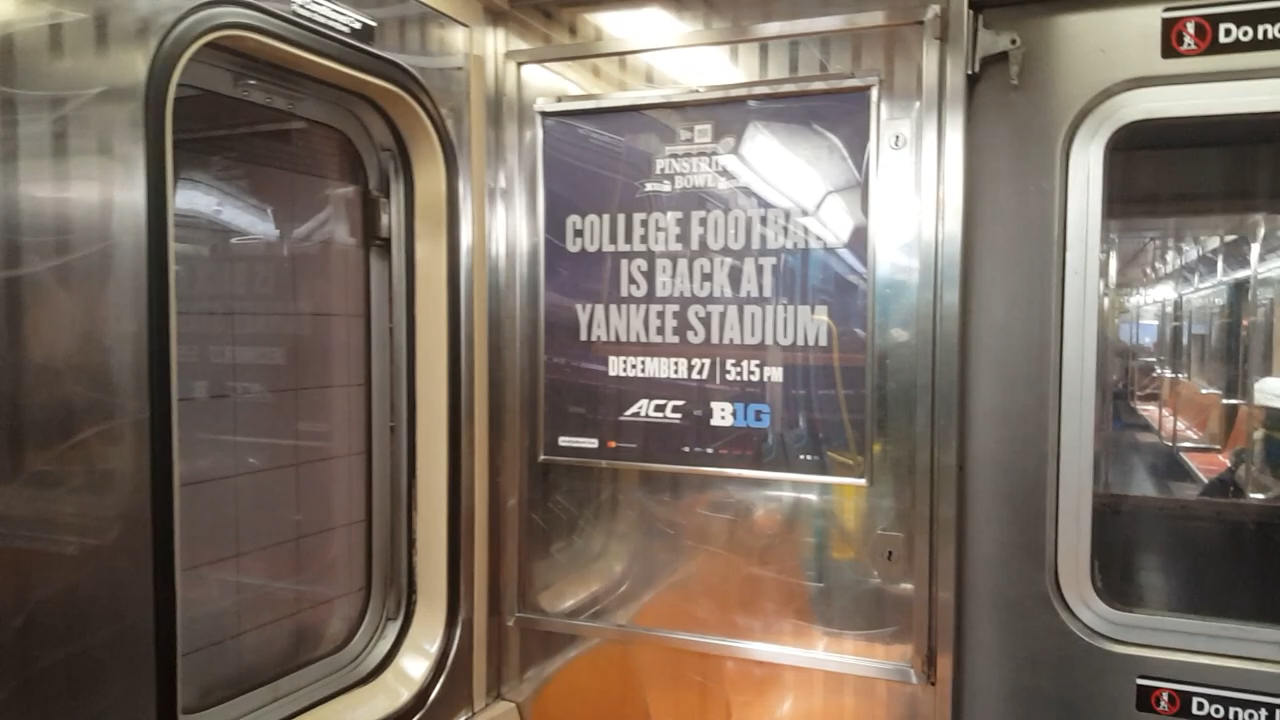 PINSTRIPE
BOWL
COLLEGE FOOTBALL
IS BACK AT
YANKEE STADIUM
DECEMBER 27 | 5:15 PM
ACC
B1G
Do no
Do not